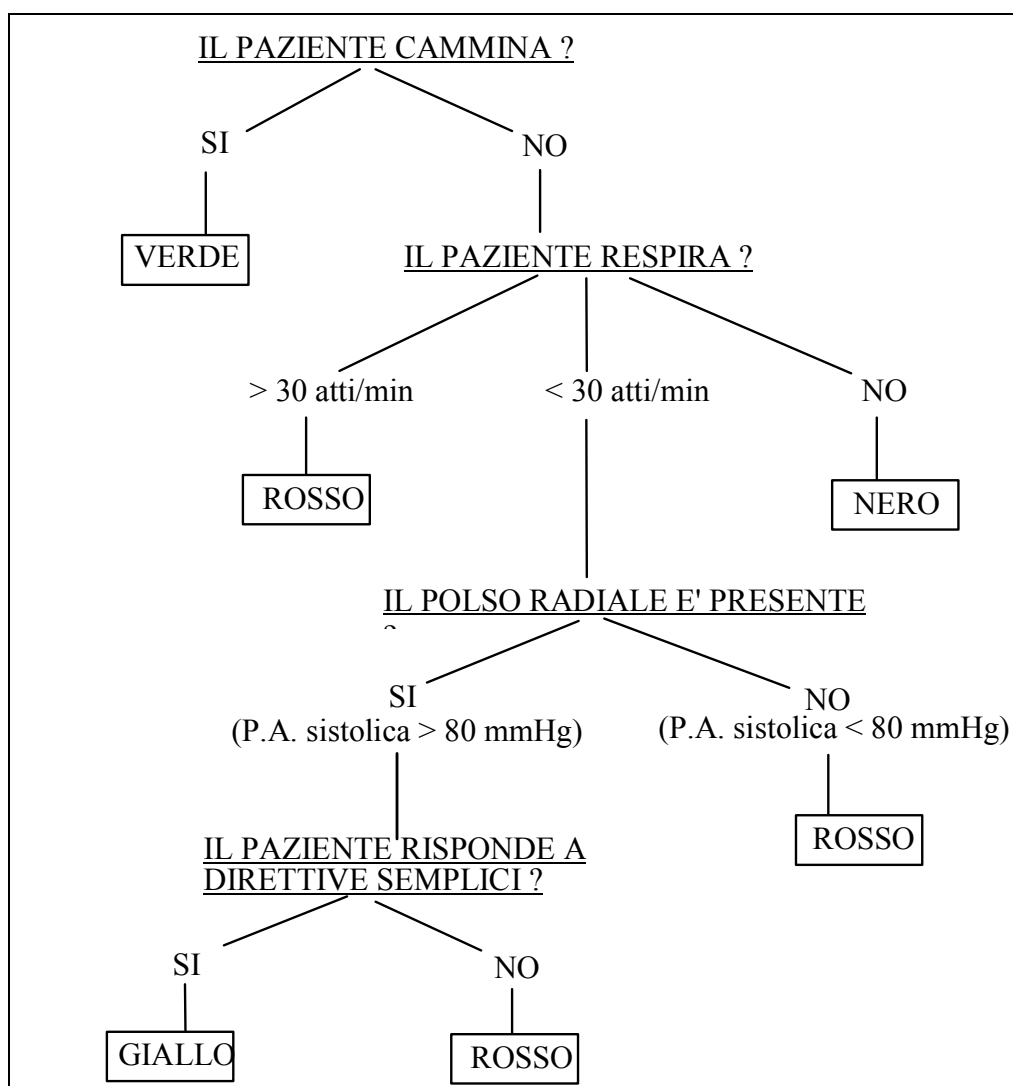 IL PAZIENTE CAMMINA ?
SI
NO
VERDE
IL PAZIENTE RESPIRA ?
> 30 atti/min
< 30 atti/min
NO
ROSSO
NERO
IL POLSO RADIALE E' PRESENTE
SI
(P.A. sistolica > 80 mmHg)
NO
(P.A. sistolica < 80 mmHg)
ROSSO
IL PAZIENTE RISPONDE A
DIRETTIVE SEMPLICI ?
SI
NO
GIALLO
ROSSO